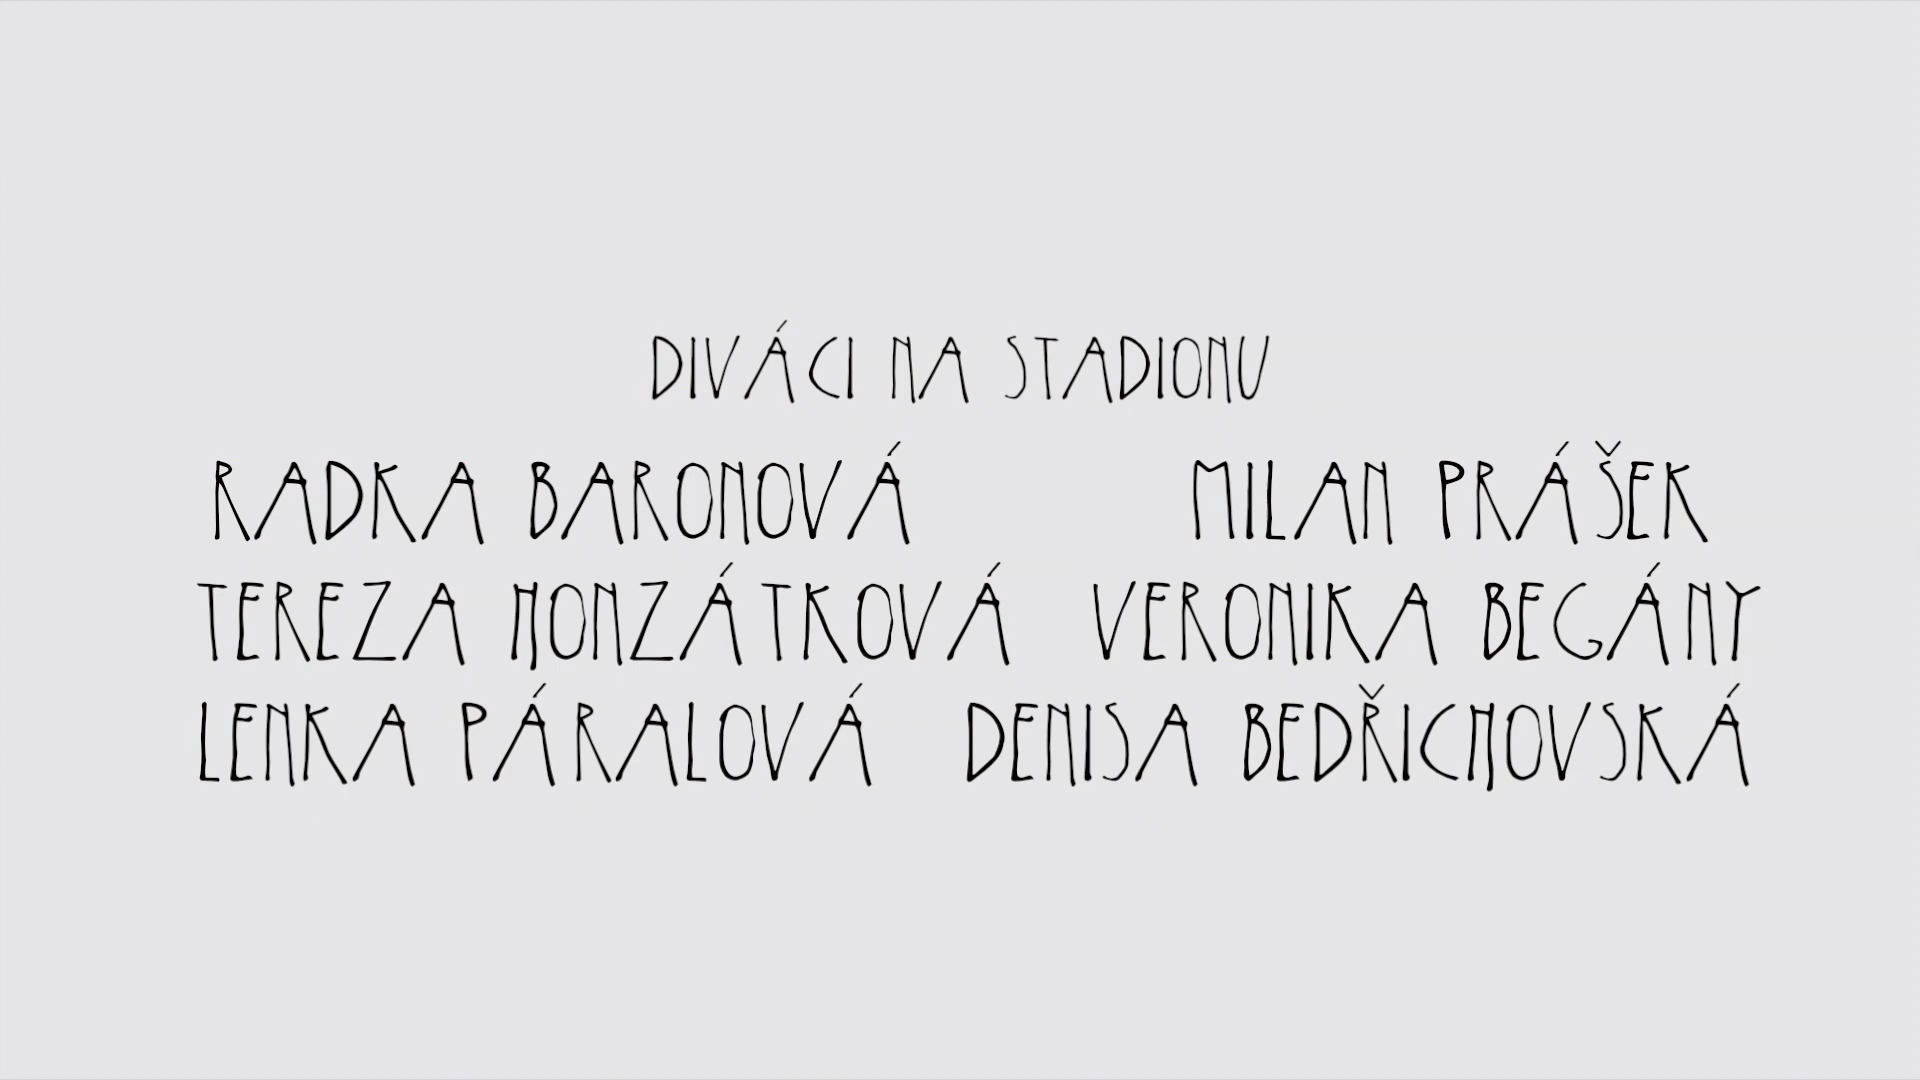 DIVÁCI NA STADIONU
RADKA BARONOVÁ MILAN PRÁŠEK
TEREZA HONZÁTKOVÁ VERONIKA BEGÁNY
LENKA PÁRALOVÁ DENISA BEDŘICHOVSKÁ